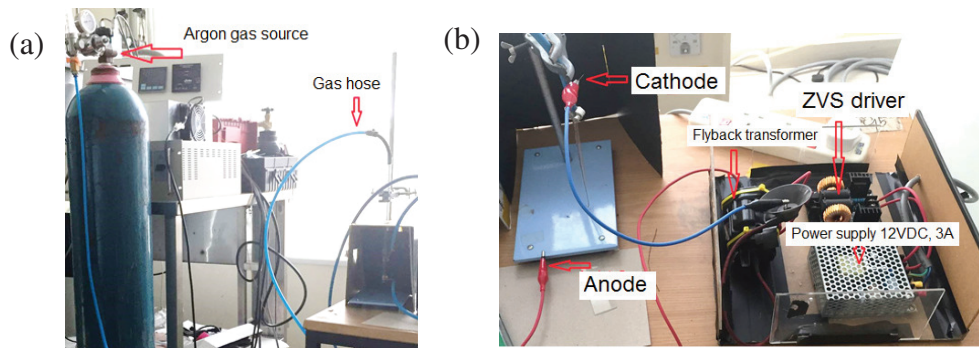 (a)
Argon gas source
Gas hose
(b)
Cathode
ZVS driver
Flyback transformer
Power supply 12VDC, 3A
Anode